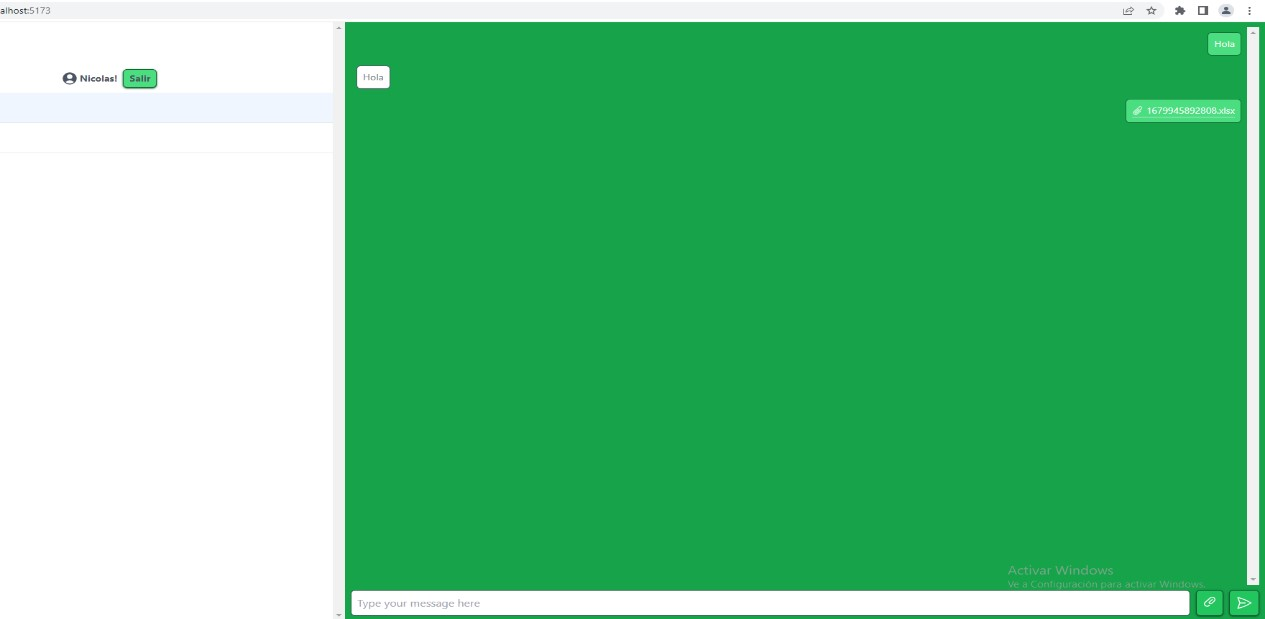 alhost:5173
Nicolas! Salir
Hola
Hola
1679945892808.xlsx
Activar Windows
Ve a Configuración para activar Windows.
Type your message here